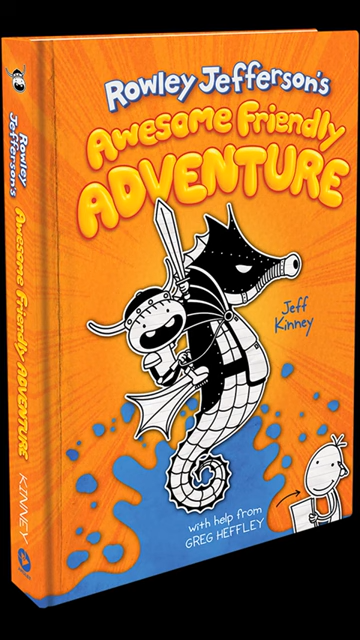 Rowley Jefferson's
Awesome Friendly
ADVENTURE
Jeff
Kinney
with help from
GREG HEFFLEY
Rowley
Jefferson's
Awesome Friendly ADVENTURE
KINNEY